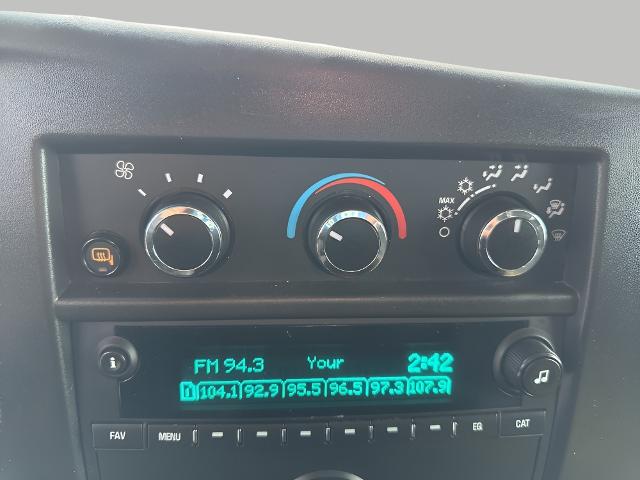 MAX
FM 94.3 Your 2:42
1 104.1 92.9 95.5 96.5 97.3 107.9
i
FAV MENU EQ CAT